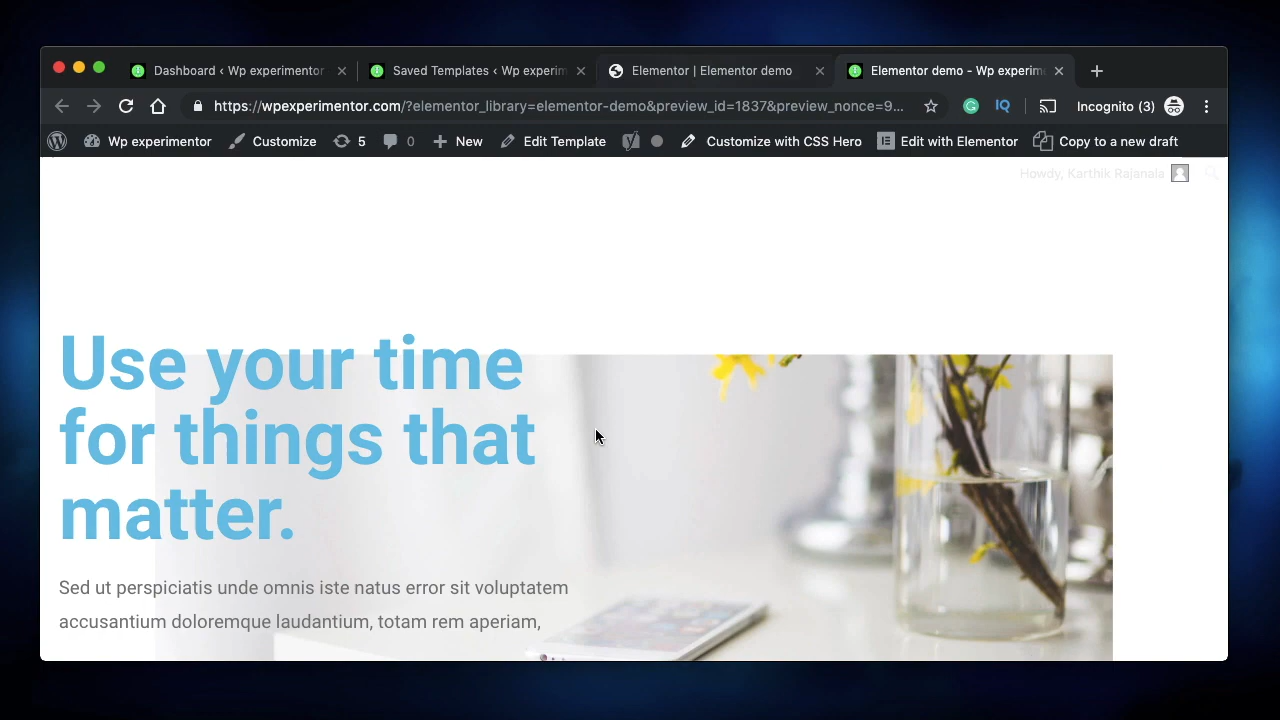 Dashboard ‹ Wp experimentor
Saved Templates ‹ Wp experim
Elementor | Elementor demo
Elementor demo - Wp experim
https://wpexperimentor.com/?elementor_library=elementor-demo&preview_id=1837&preview_nonce=9...
IQ
Incognito (3)
Wp experimentor
Customize
5
0
New
Edit Template
Customize with CSS Hero
Edit with Elementor
Copy to a new draft
Howdy, Karthik Rajanala
Use your time
for things that
matter.
Sed ut perspiciatis unde omnis iste natus error sit voluptatem
accusantium doloremque laudantium, totam rem aperiam,